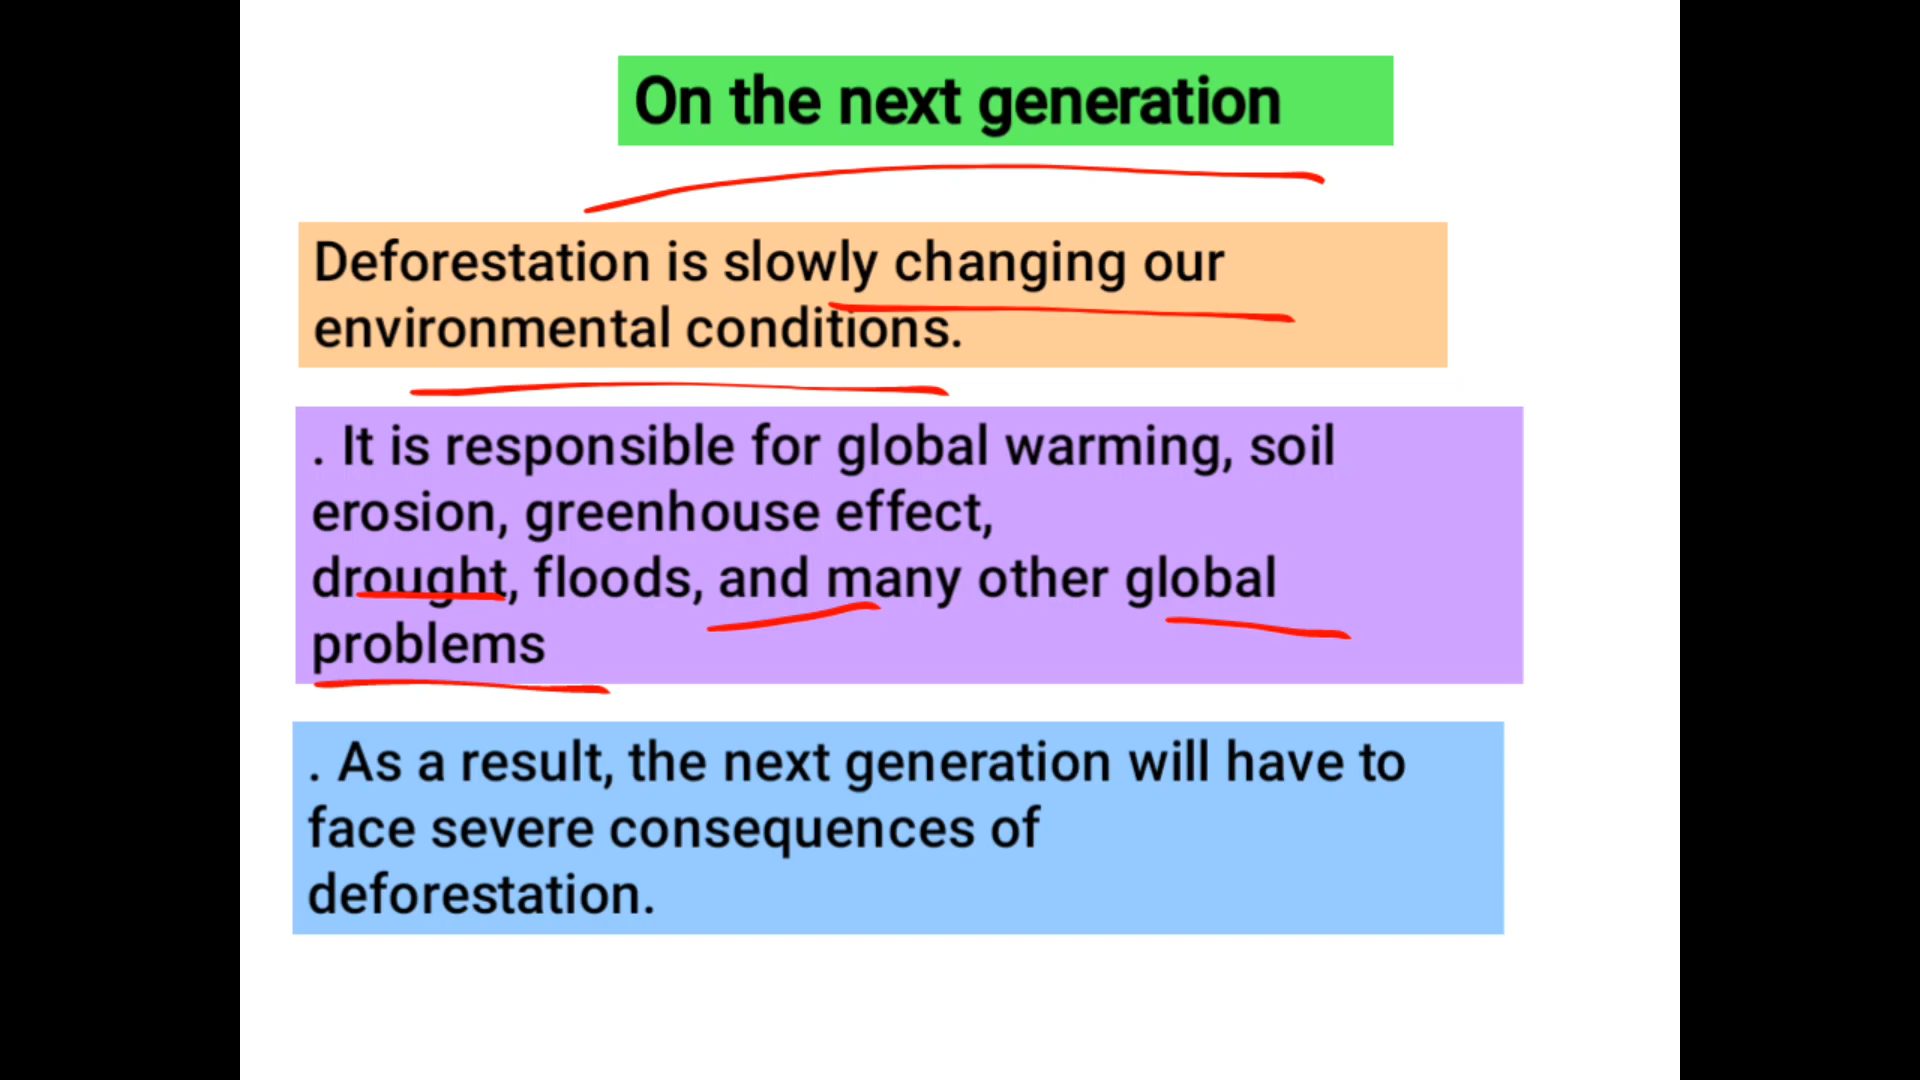 On the next generation
Deforestation is slowly changing our
environmental conditions.
. It is responsible for global warming, soil
erosion, greenhouse effect,
drought, floods, and many other global
problems
. As a result, the next generation will have to
face severe consequences of
deforestation.